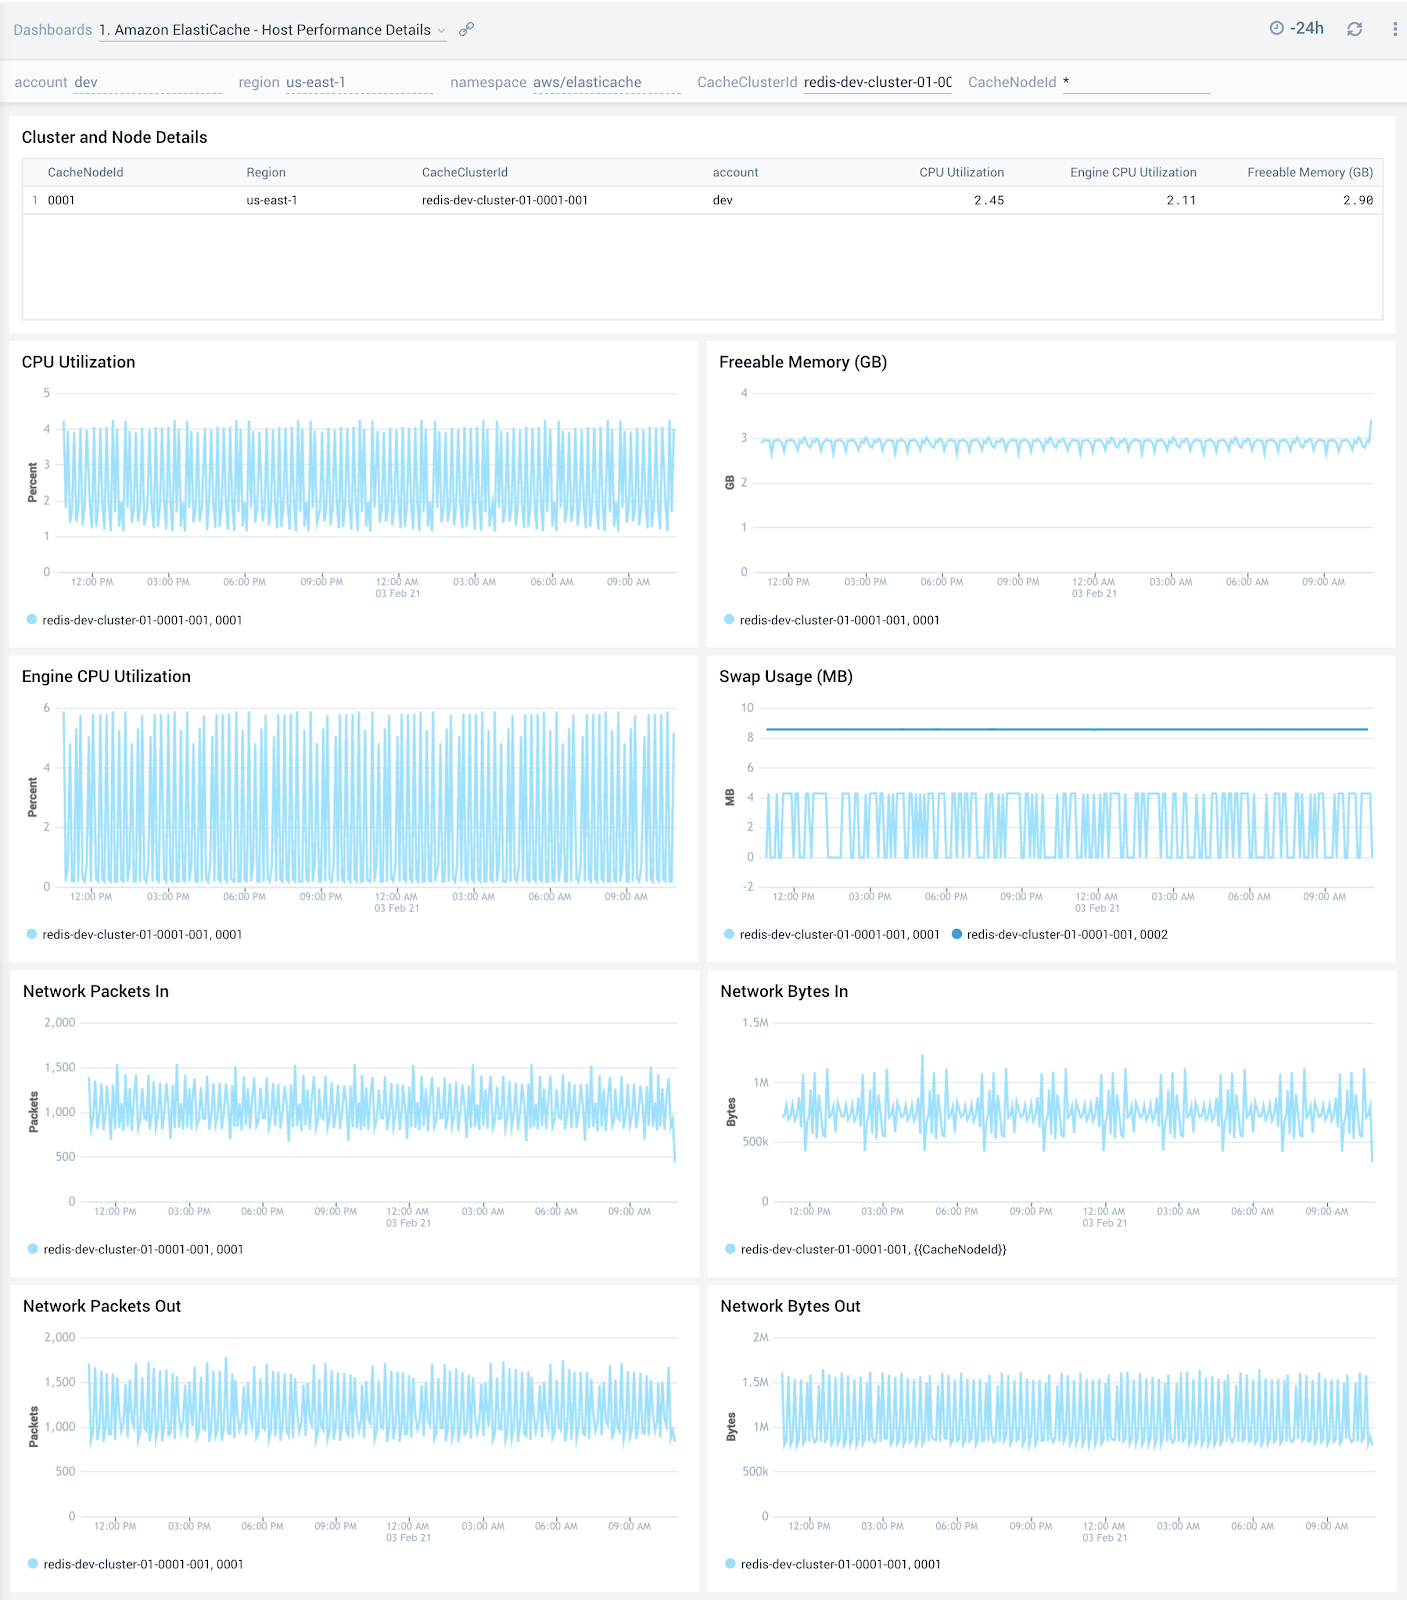 Dashboards 1. Amazon ElastiCache - Host Performance Details -24h
account dev region us-east-1 namespace aws/elasticache CacheClusterId redis-dev-cluster-01-00 CacheNodeId *
Cluster and Node Details
CacheNodeId Region CacheClusterId account CPU Utilization Engine CPU Utilization Freeable Memory (GB)
1 0001 us-east-1 redis-dev-cluster-01-0001-001 dev 2.45 2.11 2.90
CPU Utilization
5
4
3
2
1
0
Percent
12:00 PM 03:00 PM 06:00 PM 09:00 PM 12:00 AM 03:00 AM 06:00 AM 09:00 AM
03 Feb 21
redis-dev-cluster-01-0001-001, 0001
Freeable Memory (GB)
4
3
2
1
0
GB
12:00 PM 03:00 PM 06:00 PM 09:00 PM 12:00 AM 03:00 AM 06:00 AM 09:00 AM
03 Feb 21
redis-dev-cluster-01-0001-001, 0001
Engine CPU Utilization
6
4
2
0
Percent
12:00 PM 03:00 PM 06:00 PM 09:00 PM 12:00 AM 03:00 AM 06:00 AM 09:00 AM
03 Feb 21
redis-dev-cluster-01-0001-001, 0001
Swap Usage (MB)
10
8
6
4
2
0
-2
MB
12:00 PM 03:00 PM 06:00 PM 09:00 PM 12:00 AM 03:00 AM 06:00 AM 09:00 AM
03 Feb 21
redis-dev-cluster-01-0001-001, 0001 redis-dev-cluster-01-0001-001, 0002
Network Packets In
2,000
1,500
1,000
500
0
Packets
12:00 PM 03:00 PM 06:00 PM 09:00 PM 12:00 AM 03:00 AM 06:00 AM 09:00 AM
03 Feb 21
redis-dev-cluster-01-0001-001, 0001
Network Bytes In
1.5M
1M
500k
0
Bytes
12:00 PM 03:00 PM 06:00 PM 09:00 PM 12:00 AM 03:00 AM 06:00 AM 09:00 AM
03 Feb 21
redis-dev-cluster-01-0001-001, {{CacheNodeId}}
Network Packets Out
2,000
1,500
1,000
500
0
Packets
12:00 PM 03:00 PM 06:00 PM 09:00 PM 12:00 AM 03:00 AM 06:00 AM 09:00 AM
03 Feb 21
redis-dev-cluster-01-0001-001, 0001
Network Bytes Out
2M
1.5M
1M
500k
0
Bytes
12:00 PM 03:00 PM 06:00 PM 09:00 PM 12:00 AM 03:00 AM 06:00 AM 09:00 AM
03 Feb 21
redis-dev-cluster-01-0001-001, 0001